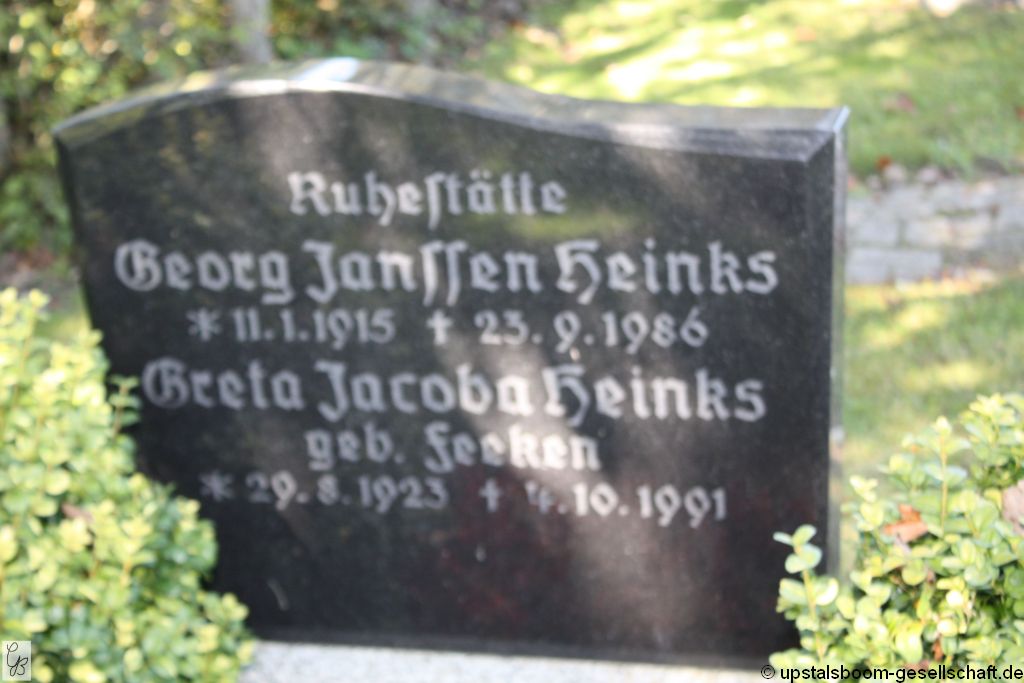 Ruhestätte
Georg Janssen Heinks
* 11.1.1915 † 23.9.1986
Greta Jacoba Heinks
geb. Feeken
* 29.8.1923 † 4.10.1991
GB
© upstalsboom-gesellschaft.de